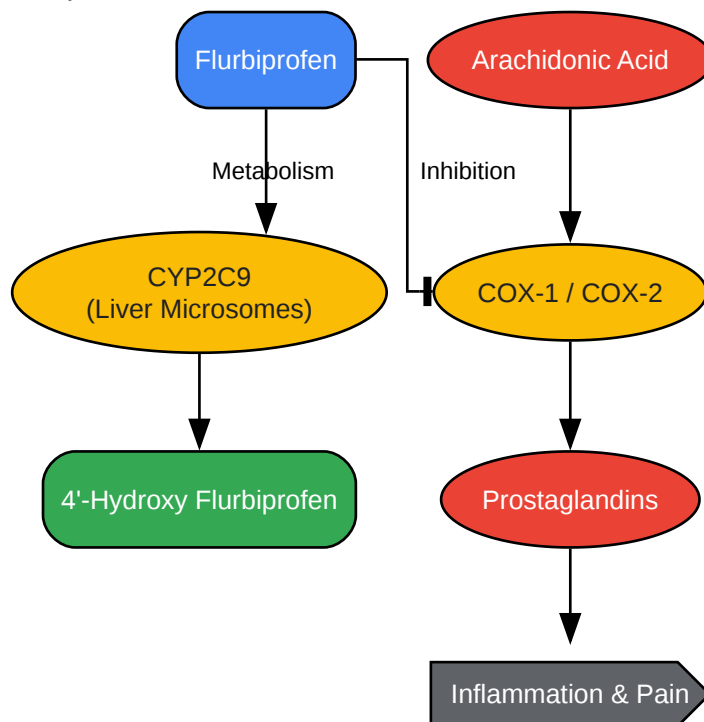 Flurbiprofen
Arachidonic Acid
Metabolism
Inhibition
CYP2C9
(Liver Microsomes)
COX-1 / COX-2
4'-Hydroxy Flurbiprofen
Prostaglandins
Inflammation & Pain